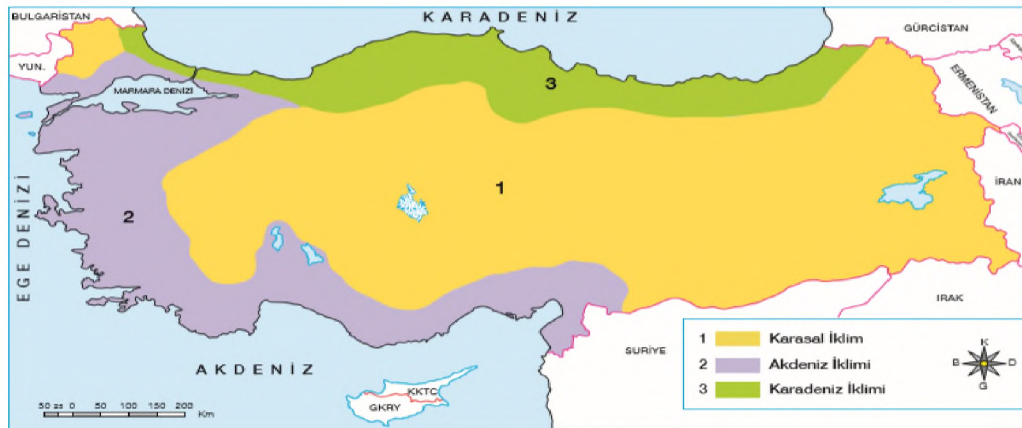 BULGARİSTAN
KARADENİZ
GÜRCİSTAN
YUN.
MARMARA DENİZİ
3
ERMENİSTAN
EGE DENİZİ
2
1
İRAN
IRAK
SURİYE
AKDENİZ
KKTC
GKRY
50 25 0 50 100 150 200
Km
1 Karasal İklim
2 Akdeniz İklimi
3 Karadeniz İklimi
K
B D
G